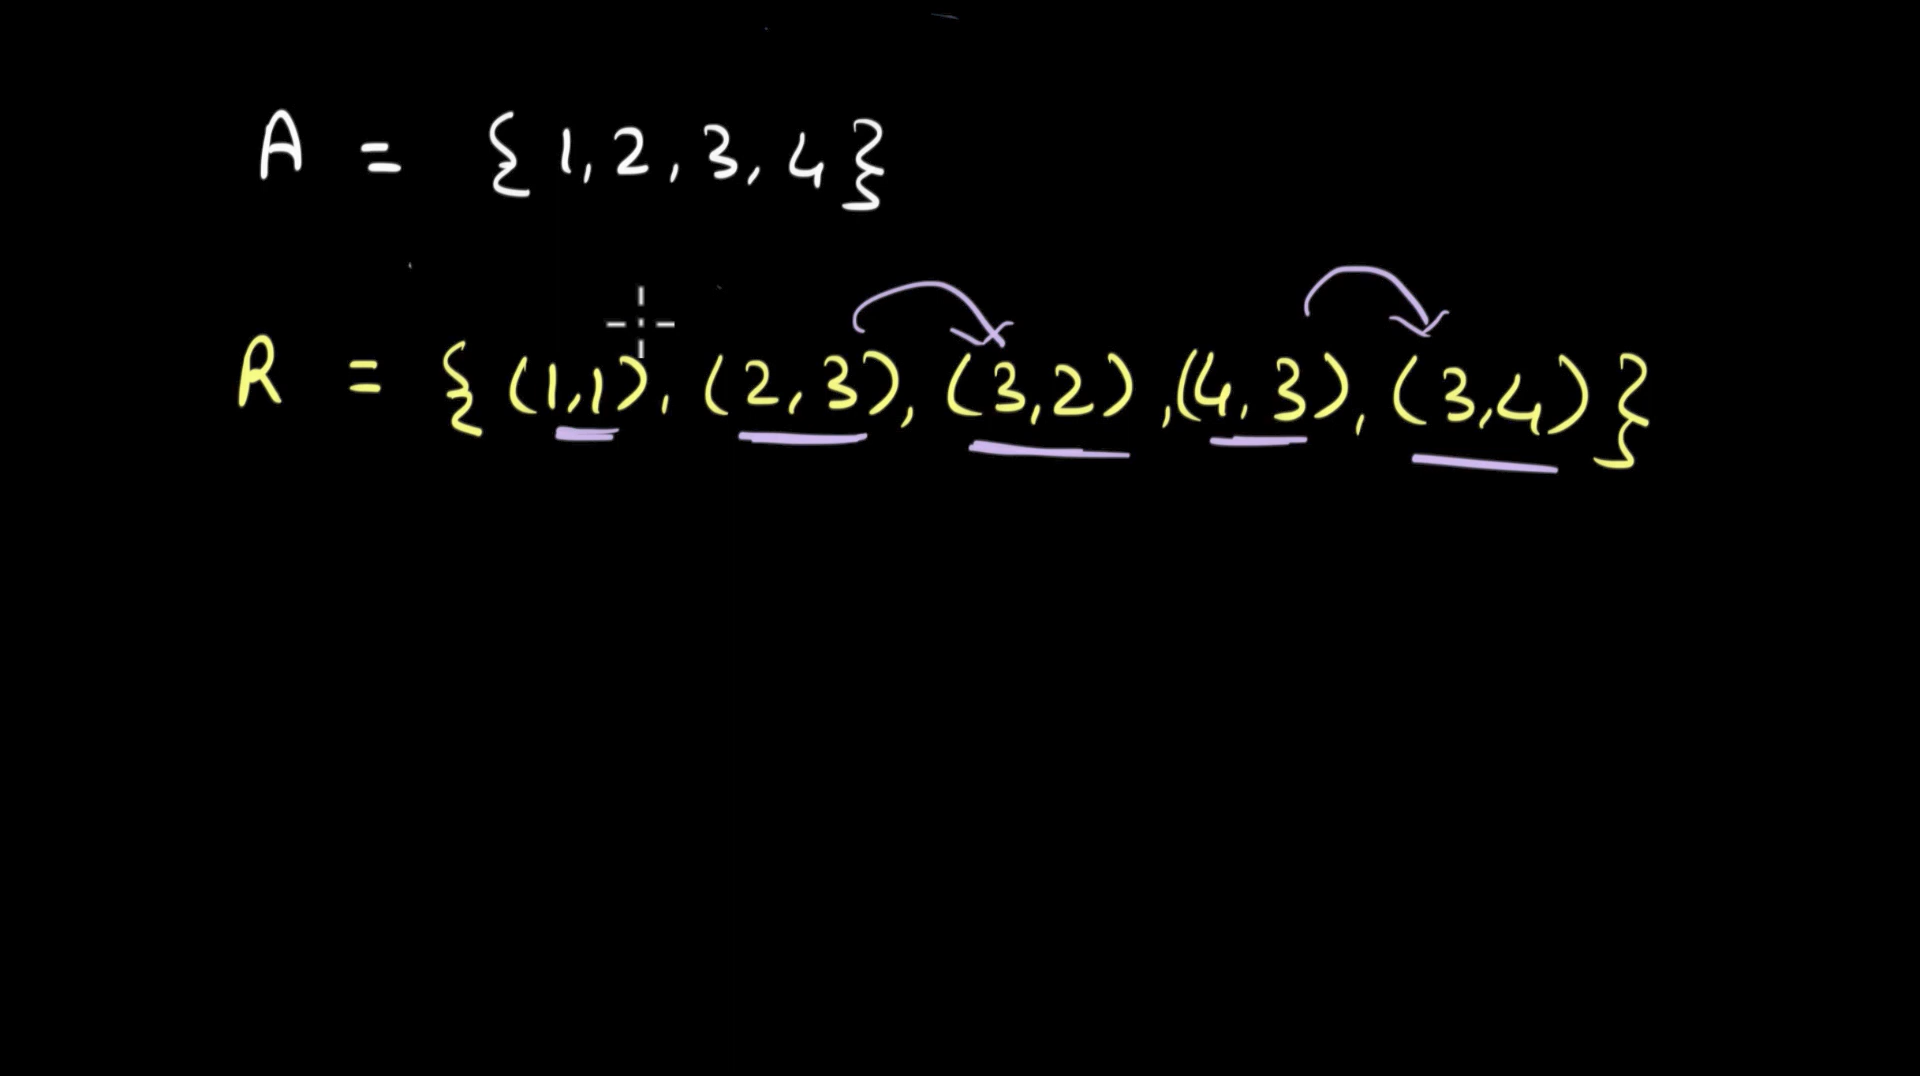 A = {1,2,3,4}
R = {(1,1), (2,3), (3,2), (4,3), (3,4)}